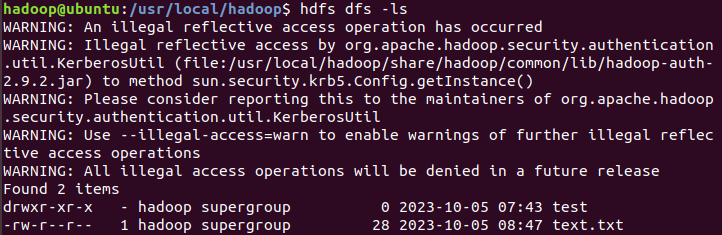 hadoop@ubuntu:/usr/local/hadoop$ hdfs dfs -ls
WARNING: An illegal reflective access operation has occurred
WARNING: Illegal reflective access by org.apache.hadoop.security.authentication
.util.KerberosUtil (file:/usr/local/hadoop/share/hadoop/common/lib/hadoop-auth-
2.9.2.jar) to method sun.security.krb5.Config.getInstance()
WARNING: Please consider reporting this to the maintainers of org.apache.hadoop
.security.authentication.util.KerberosUtil
WARNING: Use --illegal-access=warn to enable warnings of further illegal reflec
tive access operations
WARNING: All illegal access operations will be denied in a future release
Found 2 items
drwxr-xr-x   - hadoop supergroup          0 2023-10-05 07:43 test
-rw-r--r--   1 hadoop supergroup         28 2023-10-05 08:47 text.txt